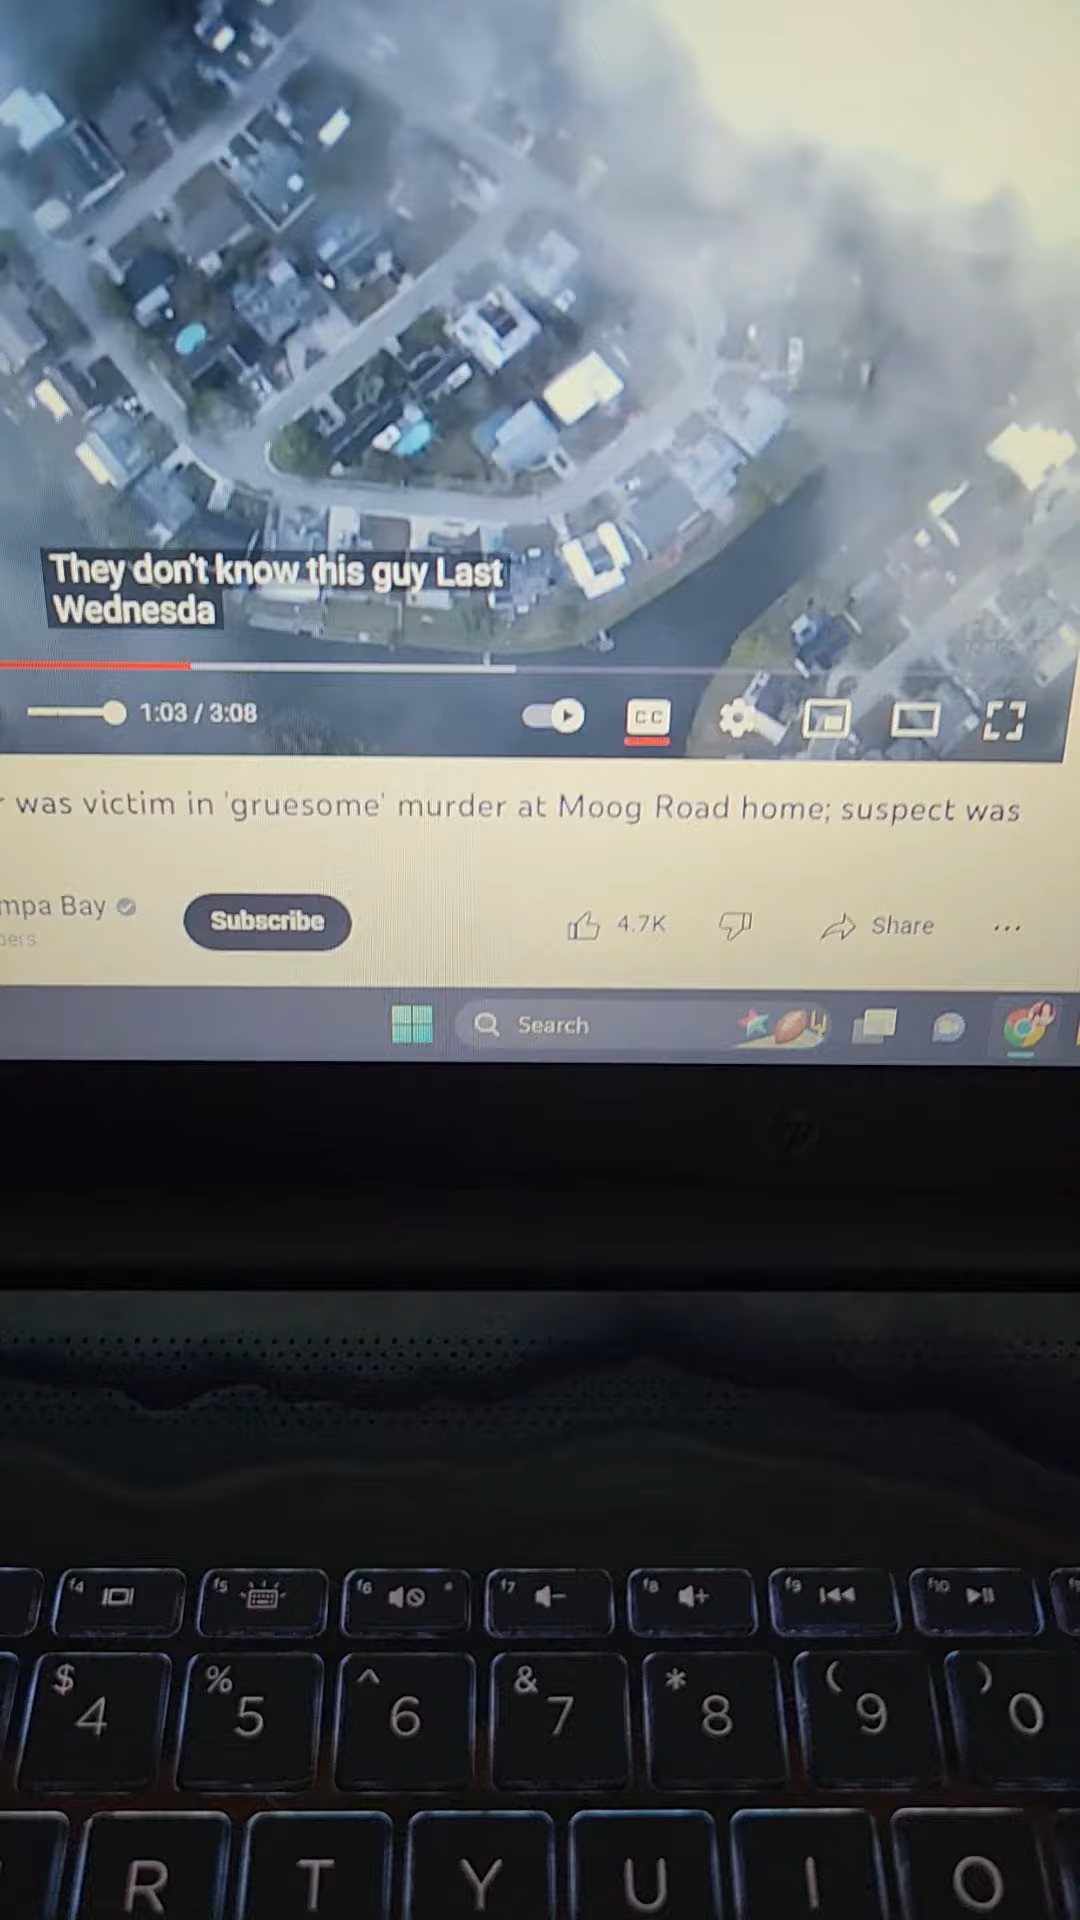 They don't know this guy Last
Wednesda
1:03 / 3:08
CC
was victim in 'gruesome' murder at Moog Road home; suspect was
mpa Bay
Subscribe
4.7K
Share
...
Search
hp
f4
f5
f6
f7
f8
f9
f10
$ 4
% 5
^ 6
& 7
* 8
( 9
) 0
R T Y U I O